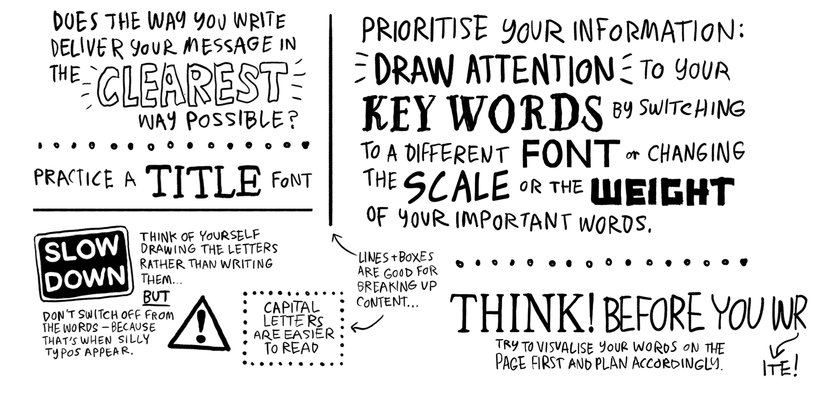 DOES THE WAY YOU WRITE
DELIVER YOUR MESSAGE IN
THE CLEAREST
WAY POSSIBLE?
PRACTICE A TITLE FONT
SLOW
DOWN
THINK OF YOURSELF
DRAWING THE LETTERS
RATHER THAN WRITING
THEM...
BUT
DON'T SWITCH OFF FROM
THE WORDS – BECAUSE
THAT'S WHEN SILLY
TYPOS APPEAR.
!
CAPITAL
LETTERS
ARE EASIER
TO READ
LINES + BOXES
ARE GOOD FOR
BREAKING UP
CONTENT...
PRIORITISE YOUR INFORMATION:
DRAW ATTENTION TO YOUR
KEY WORDS BY SWITCHING
TO A DIFFERENT FONT or CHANGING
THE SCALE OR THE WEIGHT
OF YOUR IMPORTANT WORDS.
THINK! BEFORE YOU WR
ITE!
TRY TO VISUALISE YOUR WORDS ON THE
PAGE FIRST AND PLAN ACCORDINGLY.